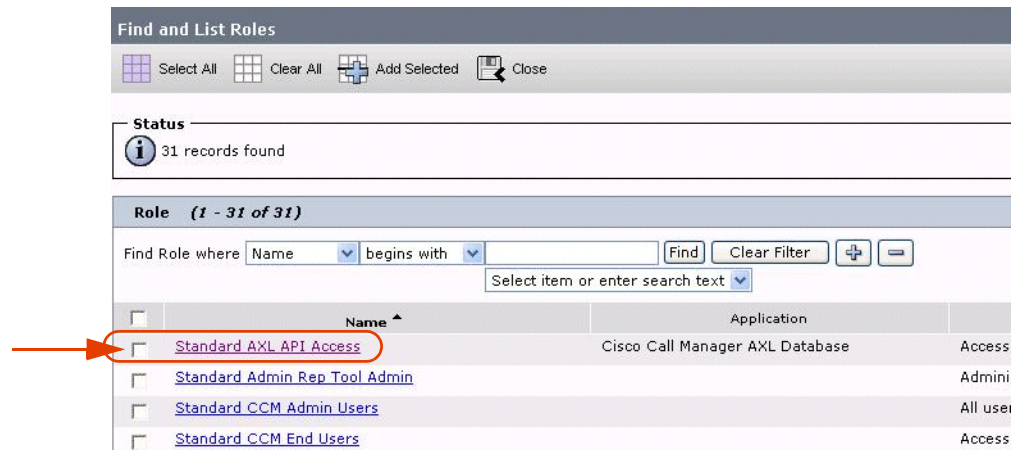 Find and List Roles
Select All Clear All Add Selected Close
Status
31 records found
Role (1 - 31 of 31)
Find Role where Name begins with Find Clear Filter
Select item or enter search text
Name Application
Standard AXL API Access Cisco Call Manager AXL Database Access
Standard Admin Rep Tool Admin Admini
Standard CCM Admin Users All user
Standard CCM End Users Access